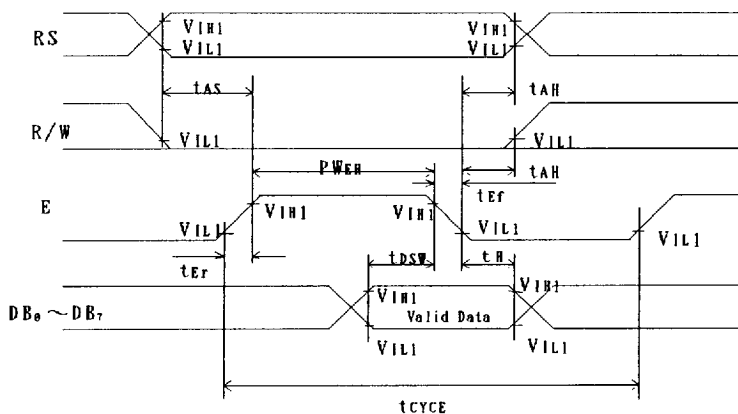 RS VIH1 VIL1 VIH1 VIL1
tAS tAH
R/W VIL1 VIL1
PWEH tAH
tEf
E VIL1 VIH1 VIH1 VIL1 VIL1
tEr tDSW tH
DB0 ~DB7 VIH1 Valid Data VIH1
VIL1 VIL1
tCYCE